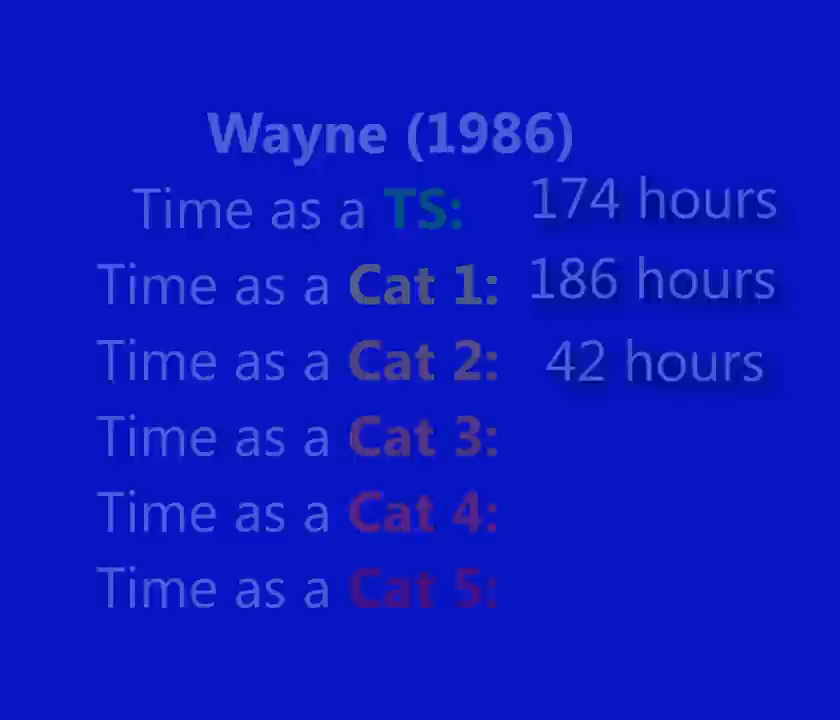 Wayne (1986)
Time as a TS: 174 hours
Time as a Cat 1: 186 hours
Time as a Cat 2: 42 hours
Time as a Cat 3:
Time as a Cat 4:
Time as a Cat 5: